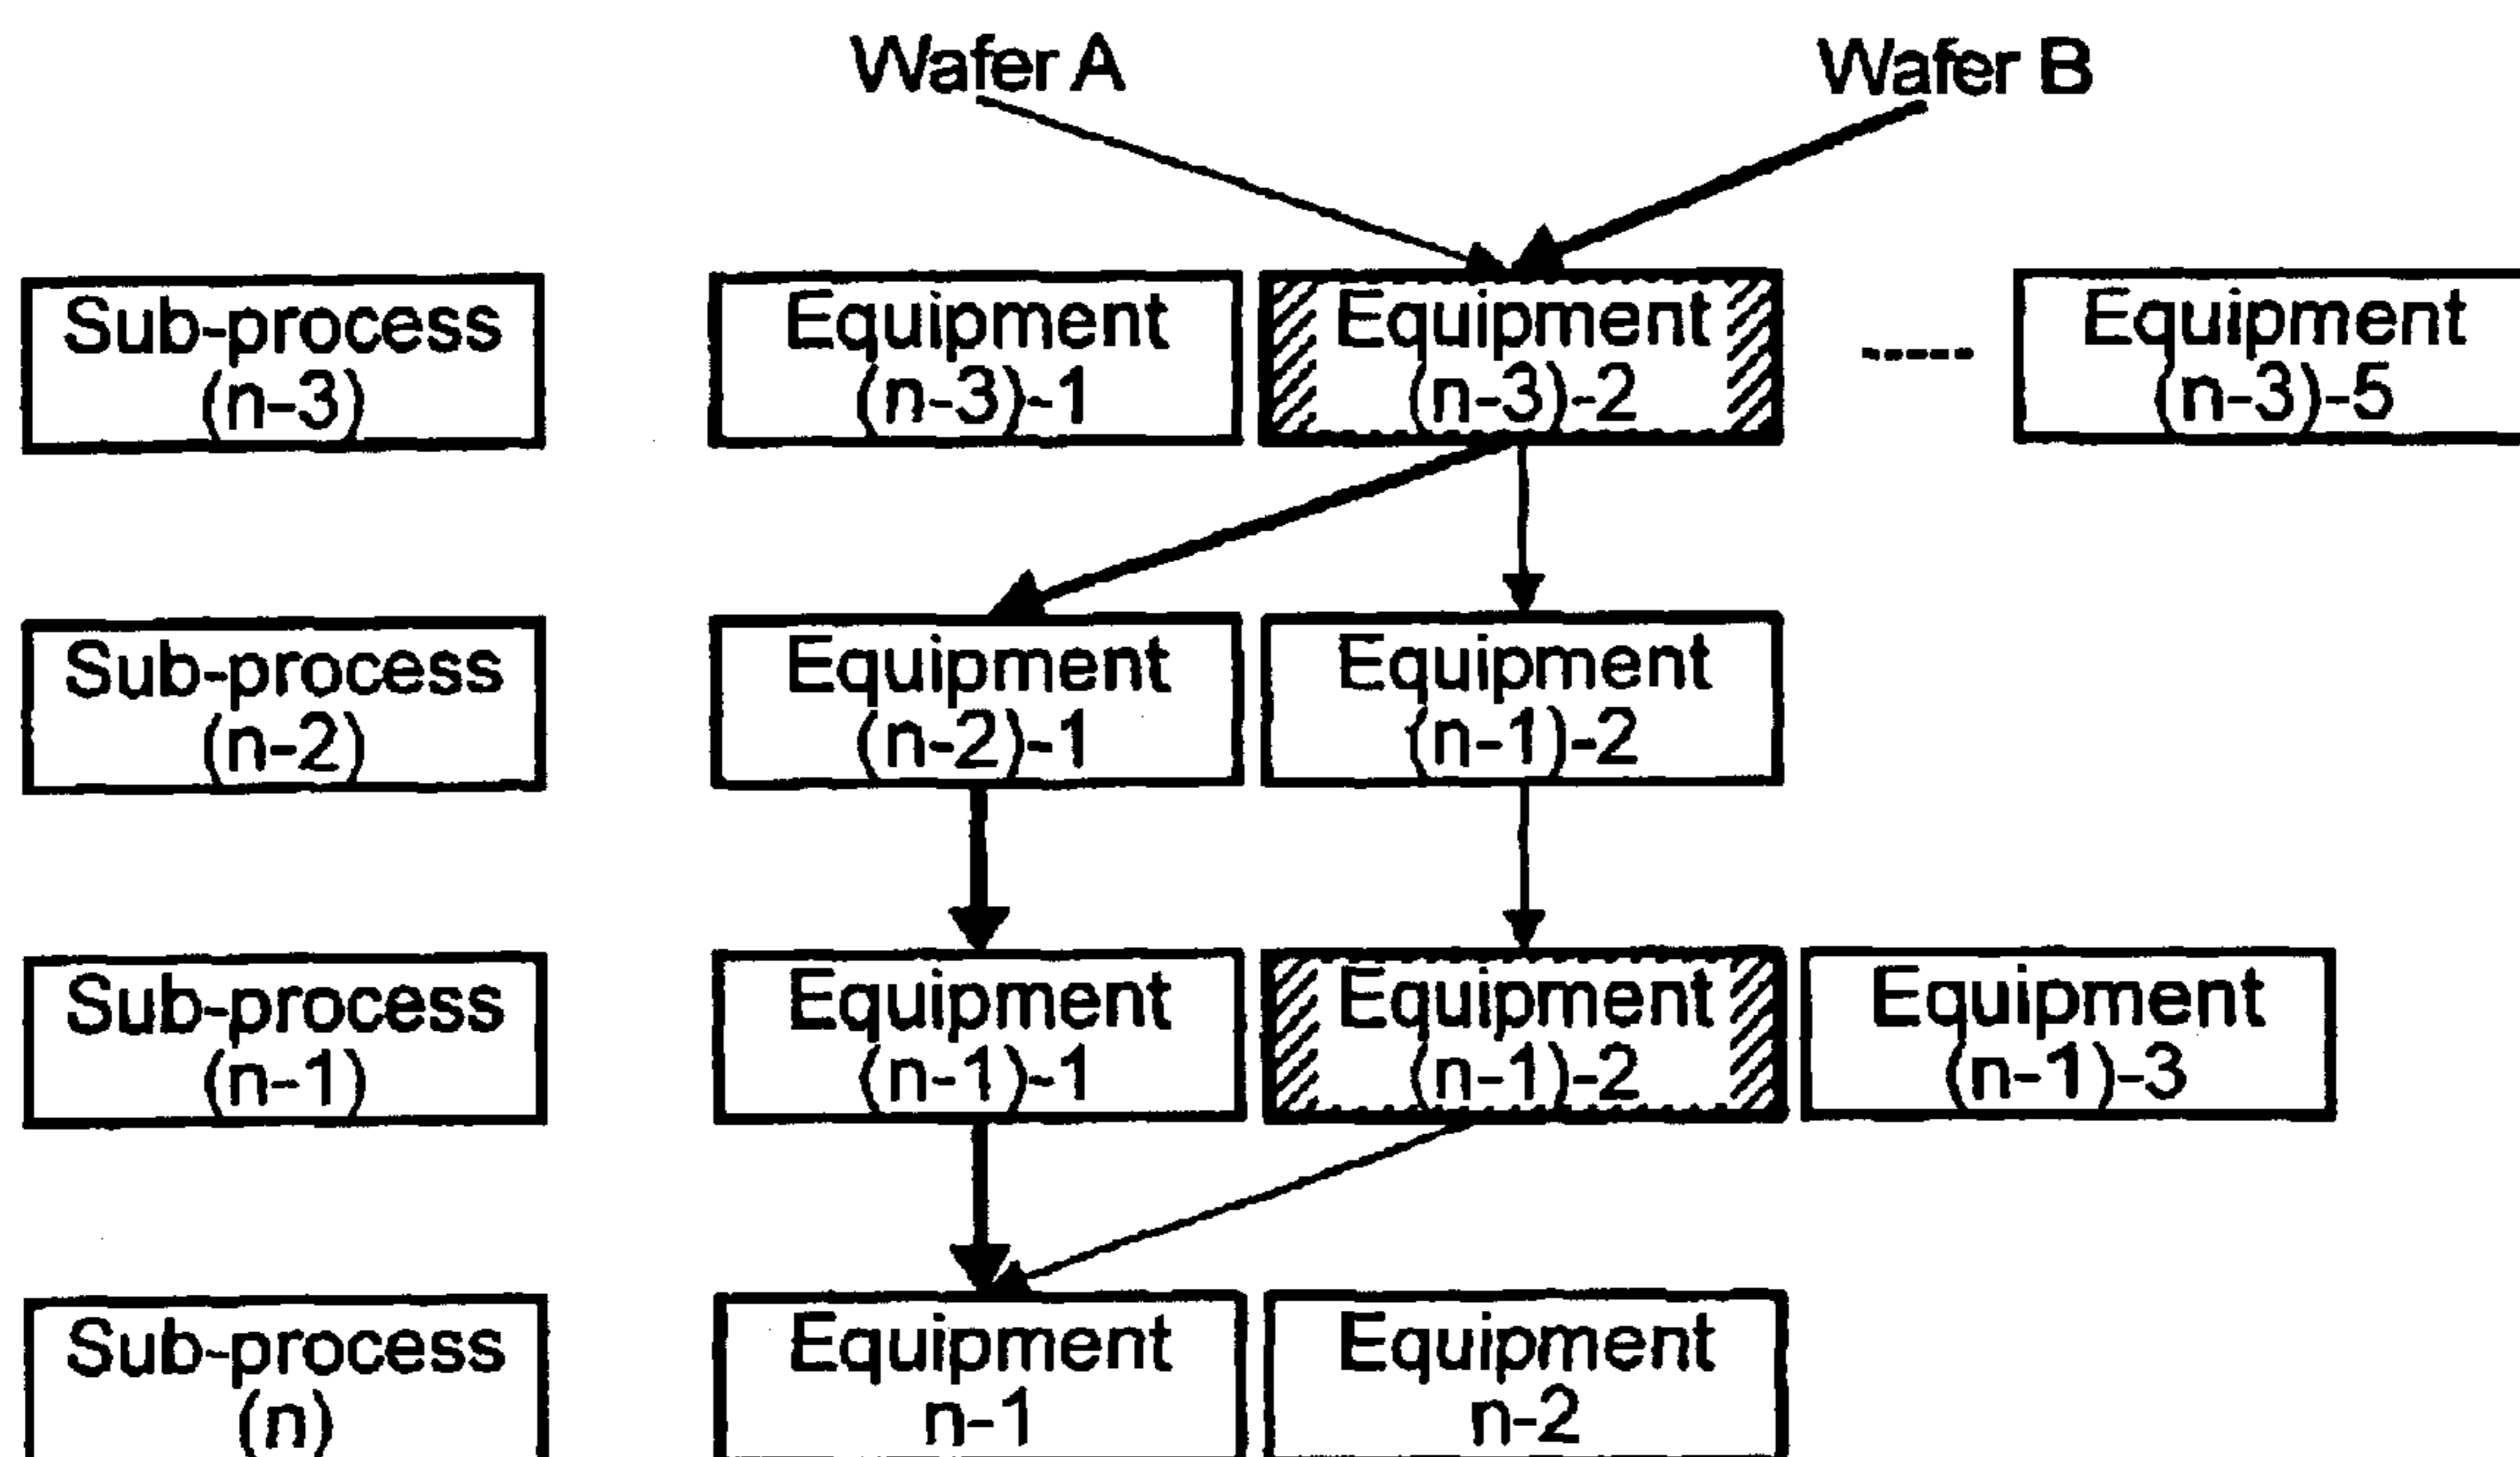 Wafer A
Wafer B
Sub-process
(n-3)
Equipment
(n-3)-1
Equipment
(n-3)-2
-----
Equipment
(n-3)-5
Sub-process
(n-2)
Equipment
(n-2)-1
Equipment
(n-1)-2
Sub-process
(n-1)
Equipment
(n-1)-1
Equipment
(n-1)-2
Equipment
(n-1)-3
Sub-process
(n)
Equipment
n-1
Equipment
n-2